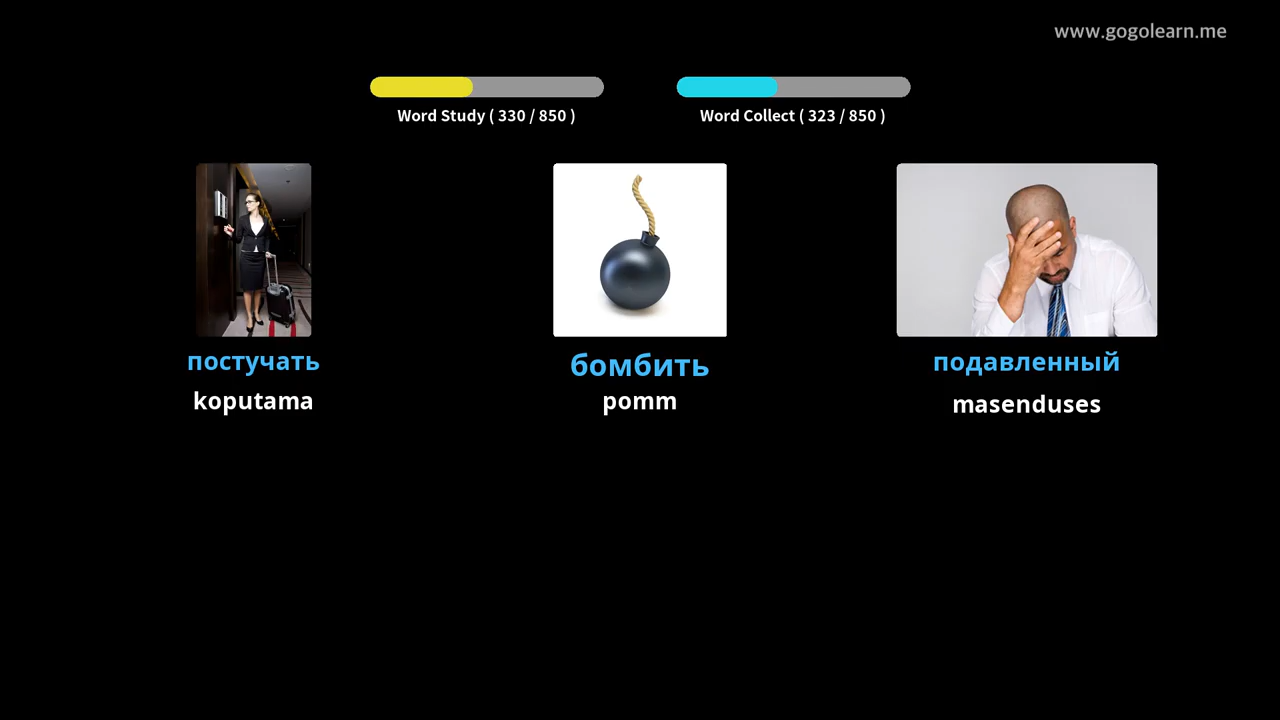 www.gogolearn.me
Word Study ( 330 / 850 )
Word Collect ( 323 / 850 )
постучать
koputama
бомбить
pomm
подавленный
masenduses